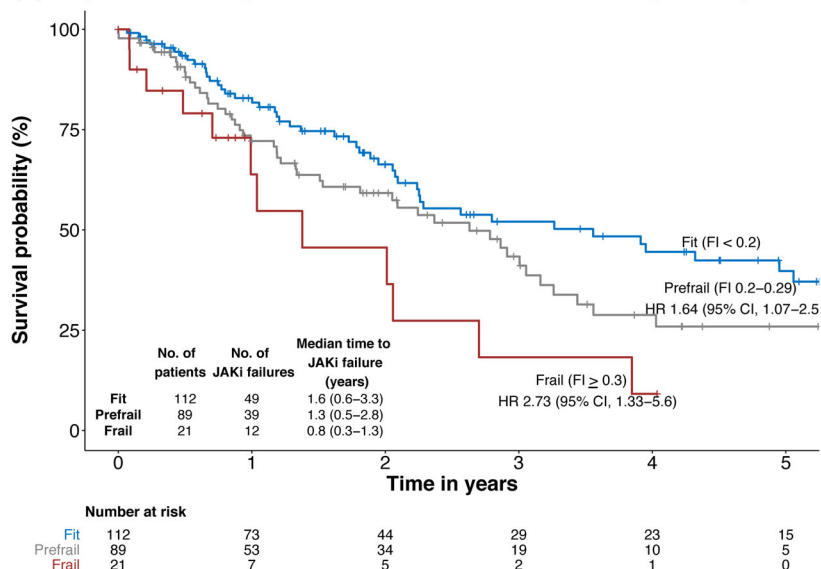 Survival probability (%)
100
75
50
25
0
Fit (FI < 0.2)
Prefrail (FI 0.2–0.29)
HR 1.64 (95% CI, 1.07–2.5
Frail (FI ≥ 0.3)
HR 2.73 (95% CI, 1.33–5.6)
No. of patients No. of JAKi failures Median time to JAKi failure (years)
Fit 112 49 1.6 (0.6–3.3)
Prefrail 89 39 1.3 (0.5–2.8)
Frail 21 12 0.8 (0.3–1.3)
0 1 2 3 4 5
Time in years
Number at risk
Fit 112 73 44 29 23 15
Prefrail 89 53 34 19 10 5
Frail 21 7 5 2 1 0